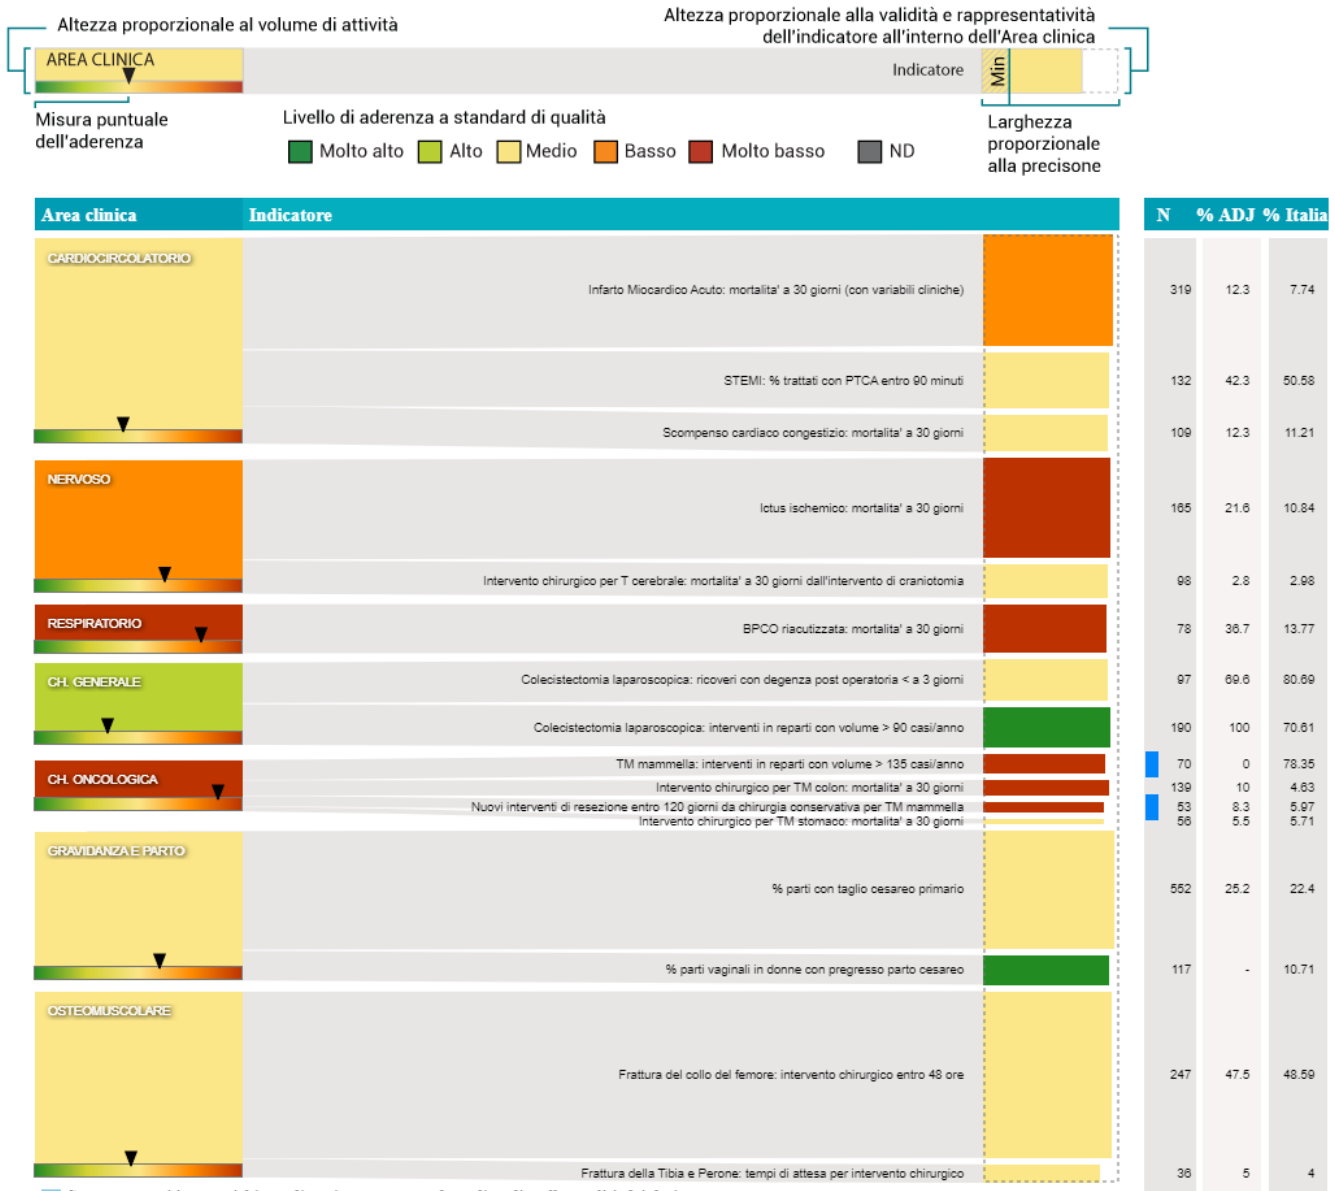 Altezza proporzionale al volume di attività
Altezza proporzionale alla validità e rappresentatività
dell'indicatore all'interno dell'Area clinica
AREA CLINICA
Indicatore
Min
Misura puntuale
dell'aderenza
Livello di aderenza a standard di qualità
Molto alto Alto Medio Basso Molto basso ND
Larghezza
proporzionale
alla precisone
Area clinica Indicatore N % ADJ % Italia
CARDIOCIRCOLATORIO
Infarto Miocardico Acuto: mortalita' a 30 giorni (con variabili cliniche) 319 12.3 7.74
STEMI: % trattati con PTCA entro 90 minuti 132 42.3 50.58
Scompenso cardiaco congestizio: mortalita' a 30 giorni 109 12.3 11.21
NERVOSO
Ictus ischemico: mortalita' a 30 giorni 165 21.6 10.84
Intervento chirurgico per T cerebrale: mortalita' a 30 giorni dall'intervento di craniotomia 98 2.8 2.98
RESPIRATORIO
BPCO riacutizzata: mortalita' a 30 giorni 78 36.7 13.77
CH. GENERALE
Colecistectomia laparoscopica: ricoveri con degenza post operatoria < a 3 giorni 97 69.6 80.69
Colecistectomia laparoscopica: interventi in reparti con volume > 90 casi/anno 190 100 70.61
CH. ONCOLOGICA
TM mammella: interventi in reparti con volume > 135 casi/anno 70 0 78.35
Intervento chirurgico per TM colon: mortalita' a 30 giorni 139 10 4.63
Nuovi interventi di resezione entro 120 giorni da chirurgia conservativa per TM mammella 53 8.3 5.97
Intervento chirurgico per TM stomaco: mortalita' a 30 giorni 56 5.5 5.71
GRAVIDANZA E PARTO
% parti con taglio cesareo primario 552 25.2 22.4
% parti vaginali in donne con pregresso parto cesareo 117 - 10.71
OSTEOMUSCOLARE
Frattura del collo del femore: intervento chirurgico entro 48 ore 247 47.5 48.59
Frattura della Tibia e Perone: tempi di attesa per intervento chirurgico 36 5 4